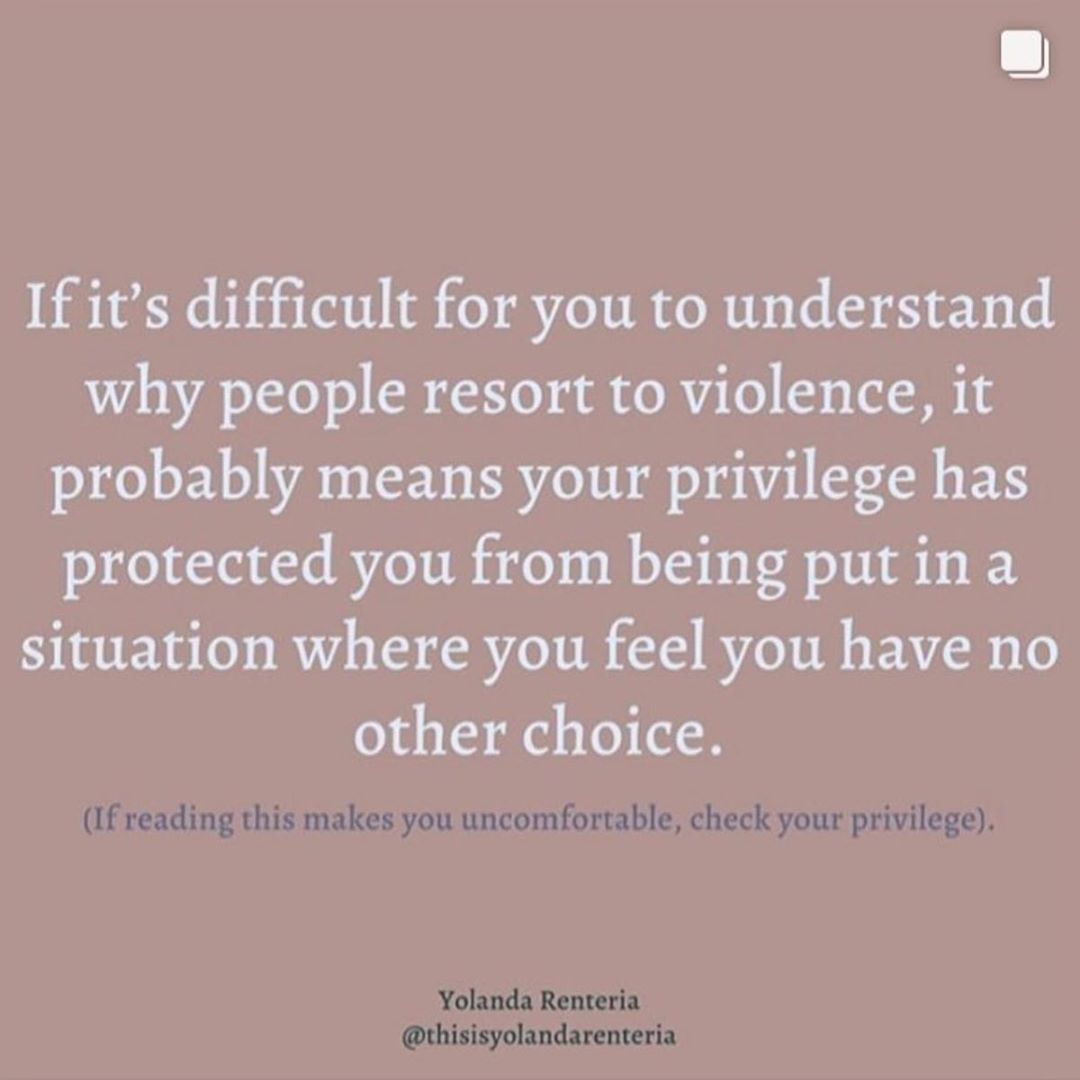 If it’s difficult for you to understand
why people resort to violence, it
probably means your privilege has
protected you from being put in a
situation where you feel you have no
other choice.
(If reading this makes you uncomfortable, check your privilege).
Yolanda Renteria
@thisisyolandarenteria